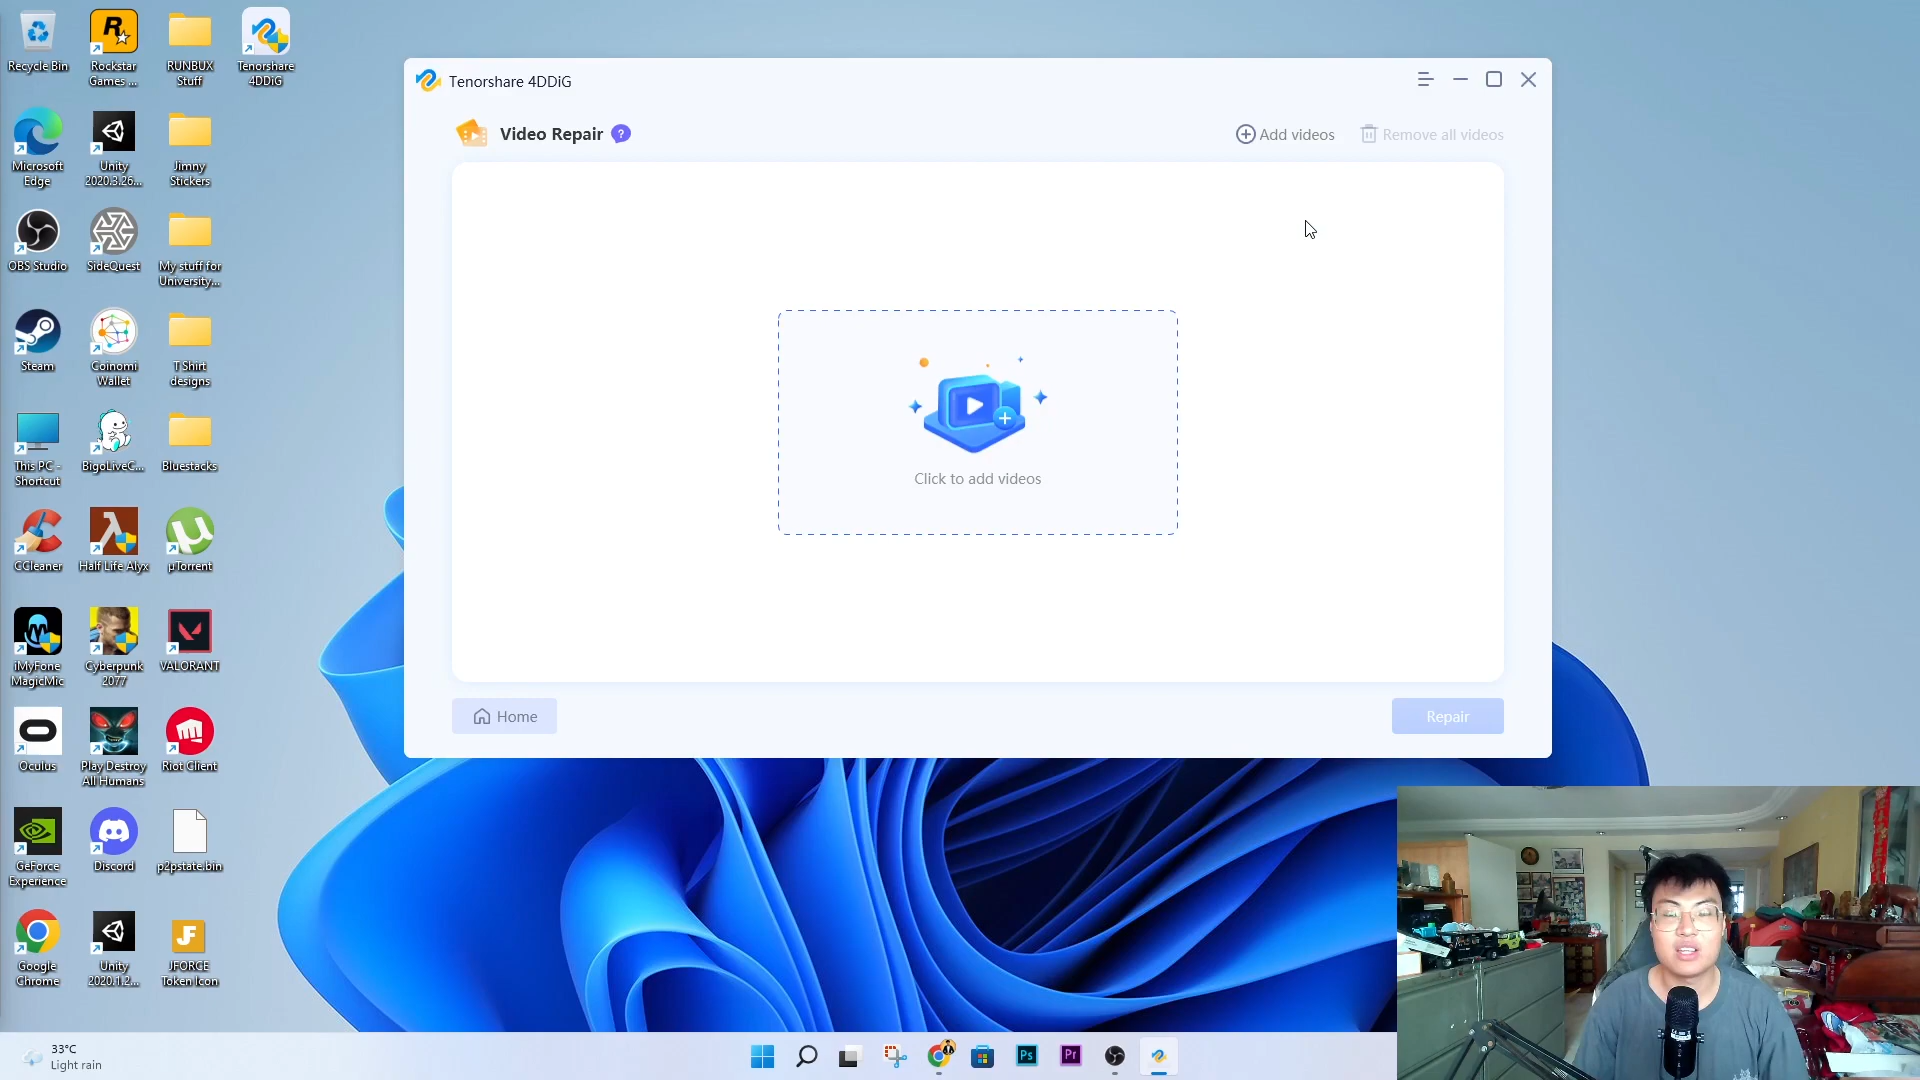 Recycle Bin
Rockstar
Games ...
RUNBUX
Stuff
Tenorshare
4DDiG
Microsoft
Edge
Unity
2020.3.26...
Jimny
Stickers
OBS Studio
SideQuest
My stuff for
University...
Steam
Coinomi
Wallet
T Shirt
designs
This PC -
Shortcut
BigoLiveC...
Bluestacks
CCleaner
Half Life Alyx
µTorrent
iMyFone
MagicMic
Cyberpunk
2077
VALORANT
Oculus
Play Destroy
All Humans
Riot Client
GeForce
Experience
Discord
p2pstate.bin
Google
Chrome
Unity
2020.1.2...
JF
JFORCE
Token Icon
Tenorshare 4DDiG
Video Repair ?
Add videos
Remove all videos
Click to add videos
Home
Repair
33°C
Light rain
Ps
Pr